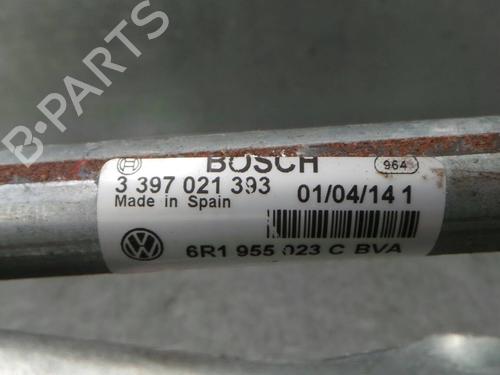 B-PARTS
BOSCH 964
3 397 021 393
Made in Spain
01/04/14 1
6R1 955 023 C BVA